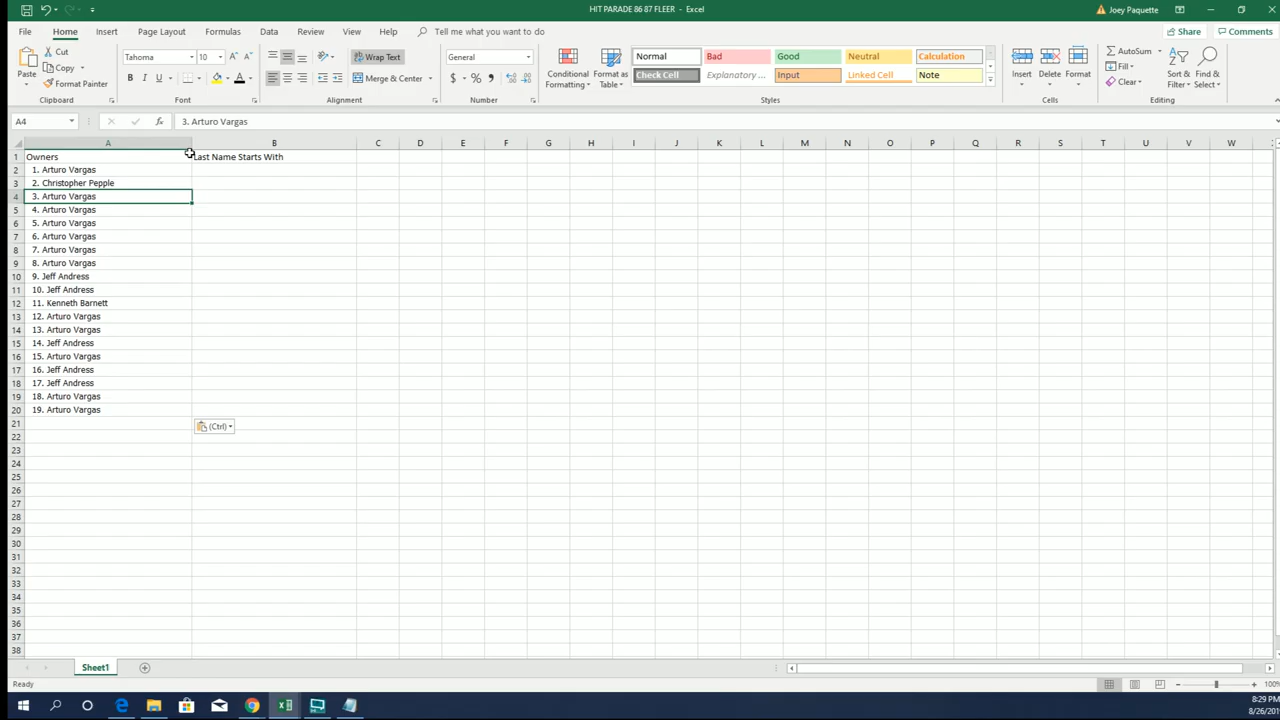 HIT PARADE 86 87 FLEER - Excel
Joey Paquette
File Home Insert Page Layout Formulas Data Review View Help Tell me what you want to do
Share Comments
Paste
Cut
Copy
Format Painter
Clipboard
Tahoma 10
B I U
Font
Wrap Text
Merge & Center
Alignment
General
$ % ,
Number
Conditional Formatting
Format as Table
Normal Bad Good Neutral Calculation
Check Cell Explanatory ... Input Linked Cell Note
Styles
Insert Delete Format
Cells
AutoSum
Fill
Clear
Sort & Filter
Find & Select
Editing
A4
fx
3. Arturo Vargas
A B C D E F G H I J K L M N O P Q R S T U V W
1 Owners Last Name Starts With
2 1. Arturo Vargas
3 2. Christopher Pepple
4 3. Arturo Vargas
5 4. Arturo Vargas
6 5. Arturo Vargas
7 6. Arturo Vargas
8 7. Arturo Vargas
9 8. Arturo Vargas
10 9. Jeff Andress
11 10. Jeff Andress
12 11. Kenneth Barnett
13 12. Arturo Vargas
14 13. Arturo Vargas
15 14. Jeff Andress
16 15. Arturo Vargas
17 16. Jeff Andress
18 17. Jeff Andress
19 18. Arturo Vargas
20 19. Arturo Vargas
21 (Ctrl)
22
23
24
25
26
27
28
29
30
31
32
33
34
35
36
37
38
Sheet1
Ready
100%
8:29 PM